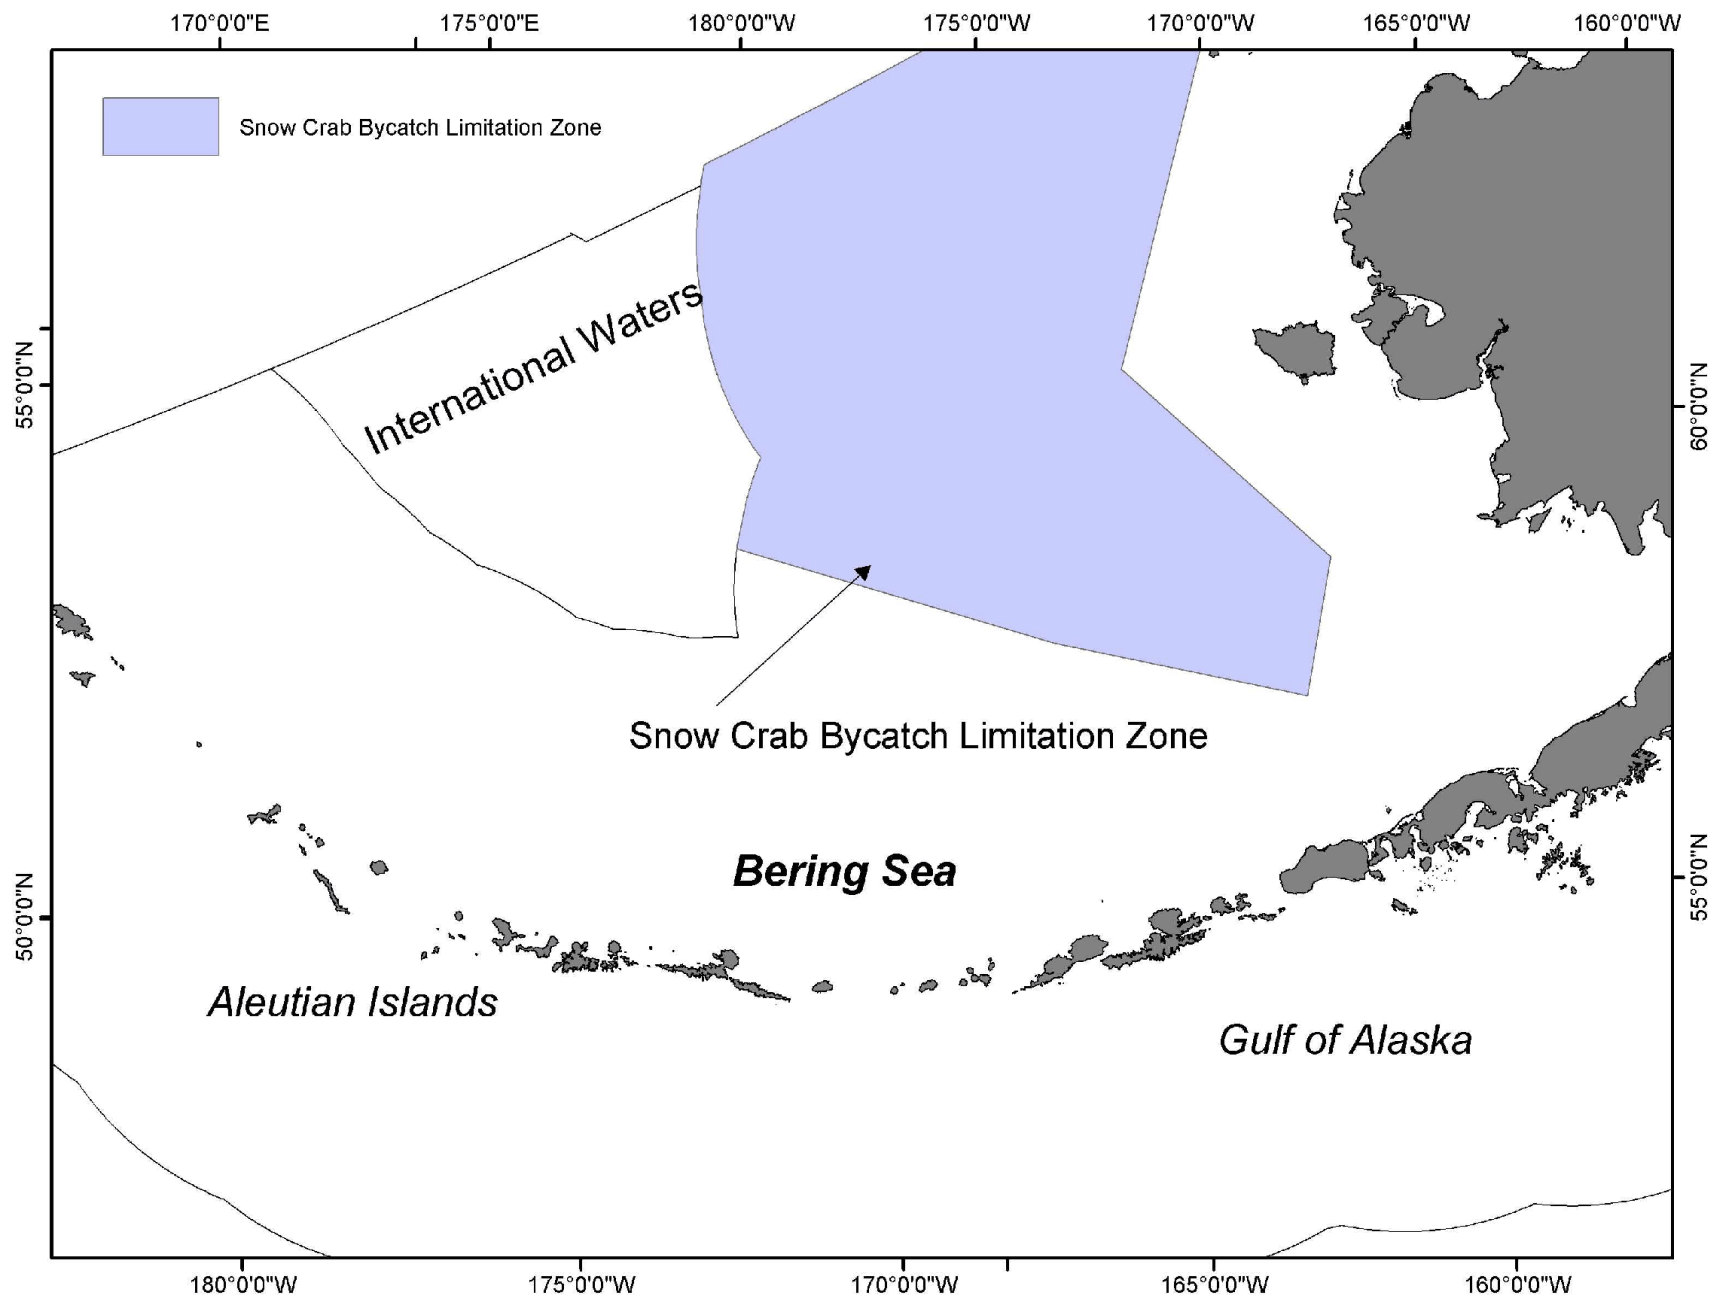 170°0'0"E 175°0'0"E 180°0'0"W 175°0'0"W 170°0'0"W 165°0'0"W 160°0'0"W
Snow Crab Bycatch Limitation Zone
International Waters
55°0'0"N
60°0'0"N
Snow Crab Bycatch Limitation Zone
Bering Sea
50°0'0"N
55°0'0"N
Aleutian Islands
Gulf of Alaska
180°0'0"W 175°0'0"W 170°0'0"W 165°0'0"W 160°0'0"W